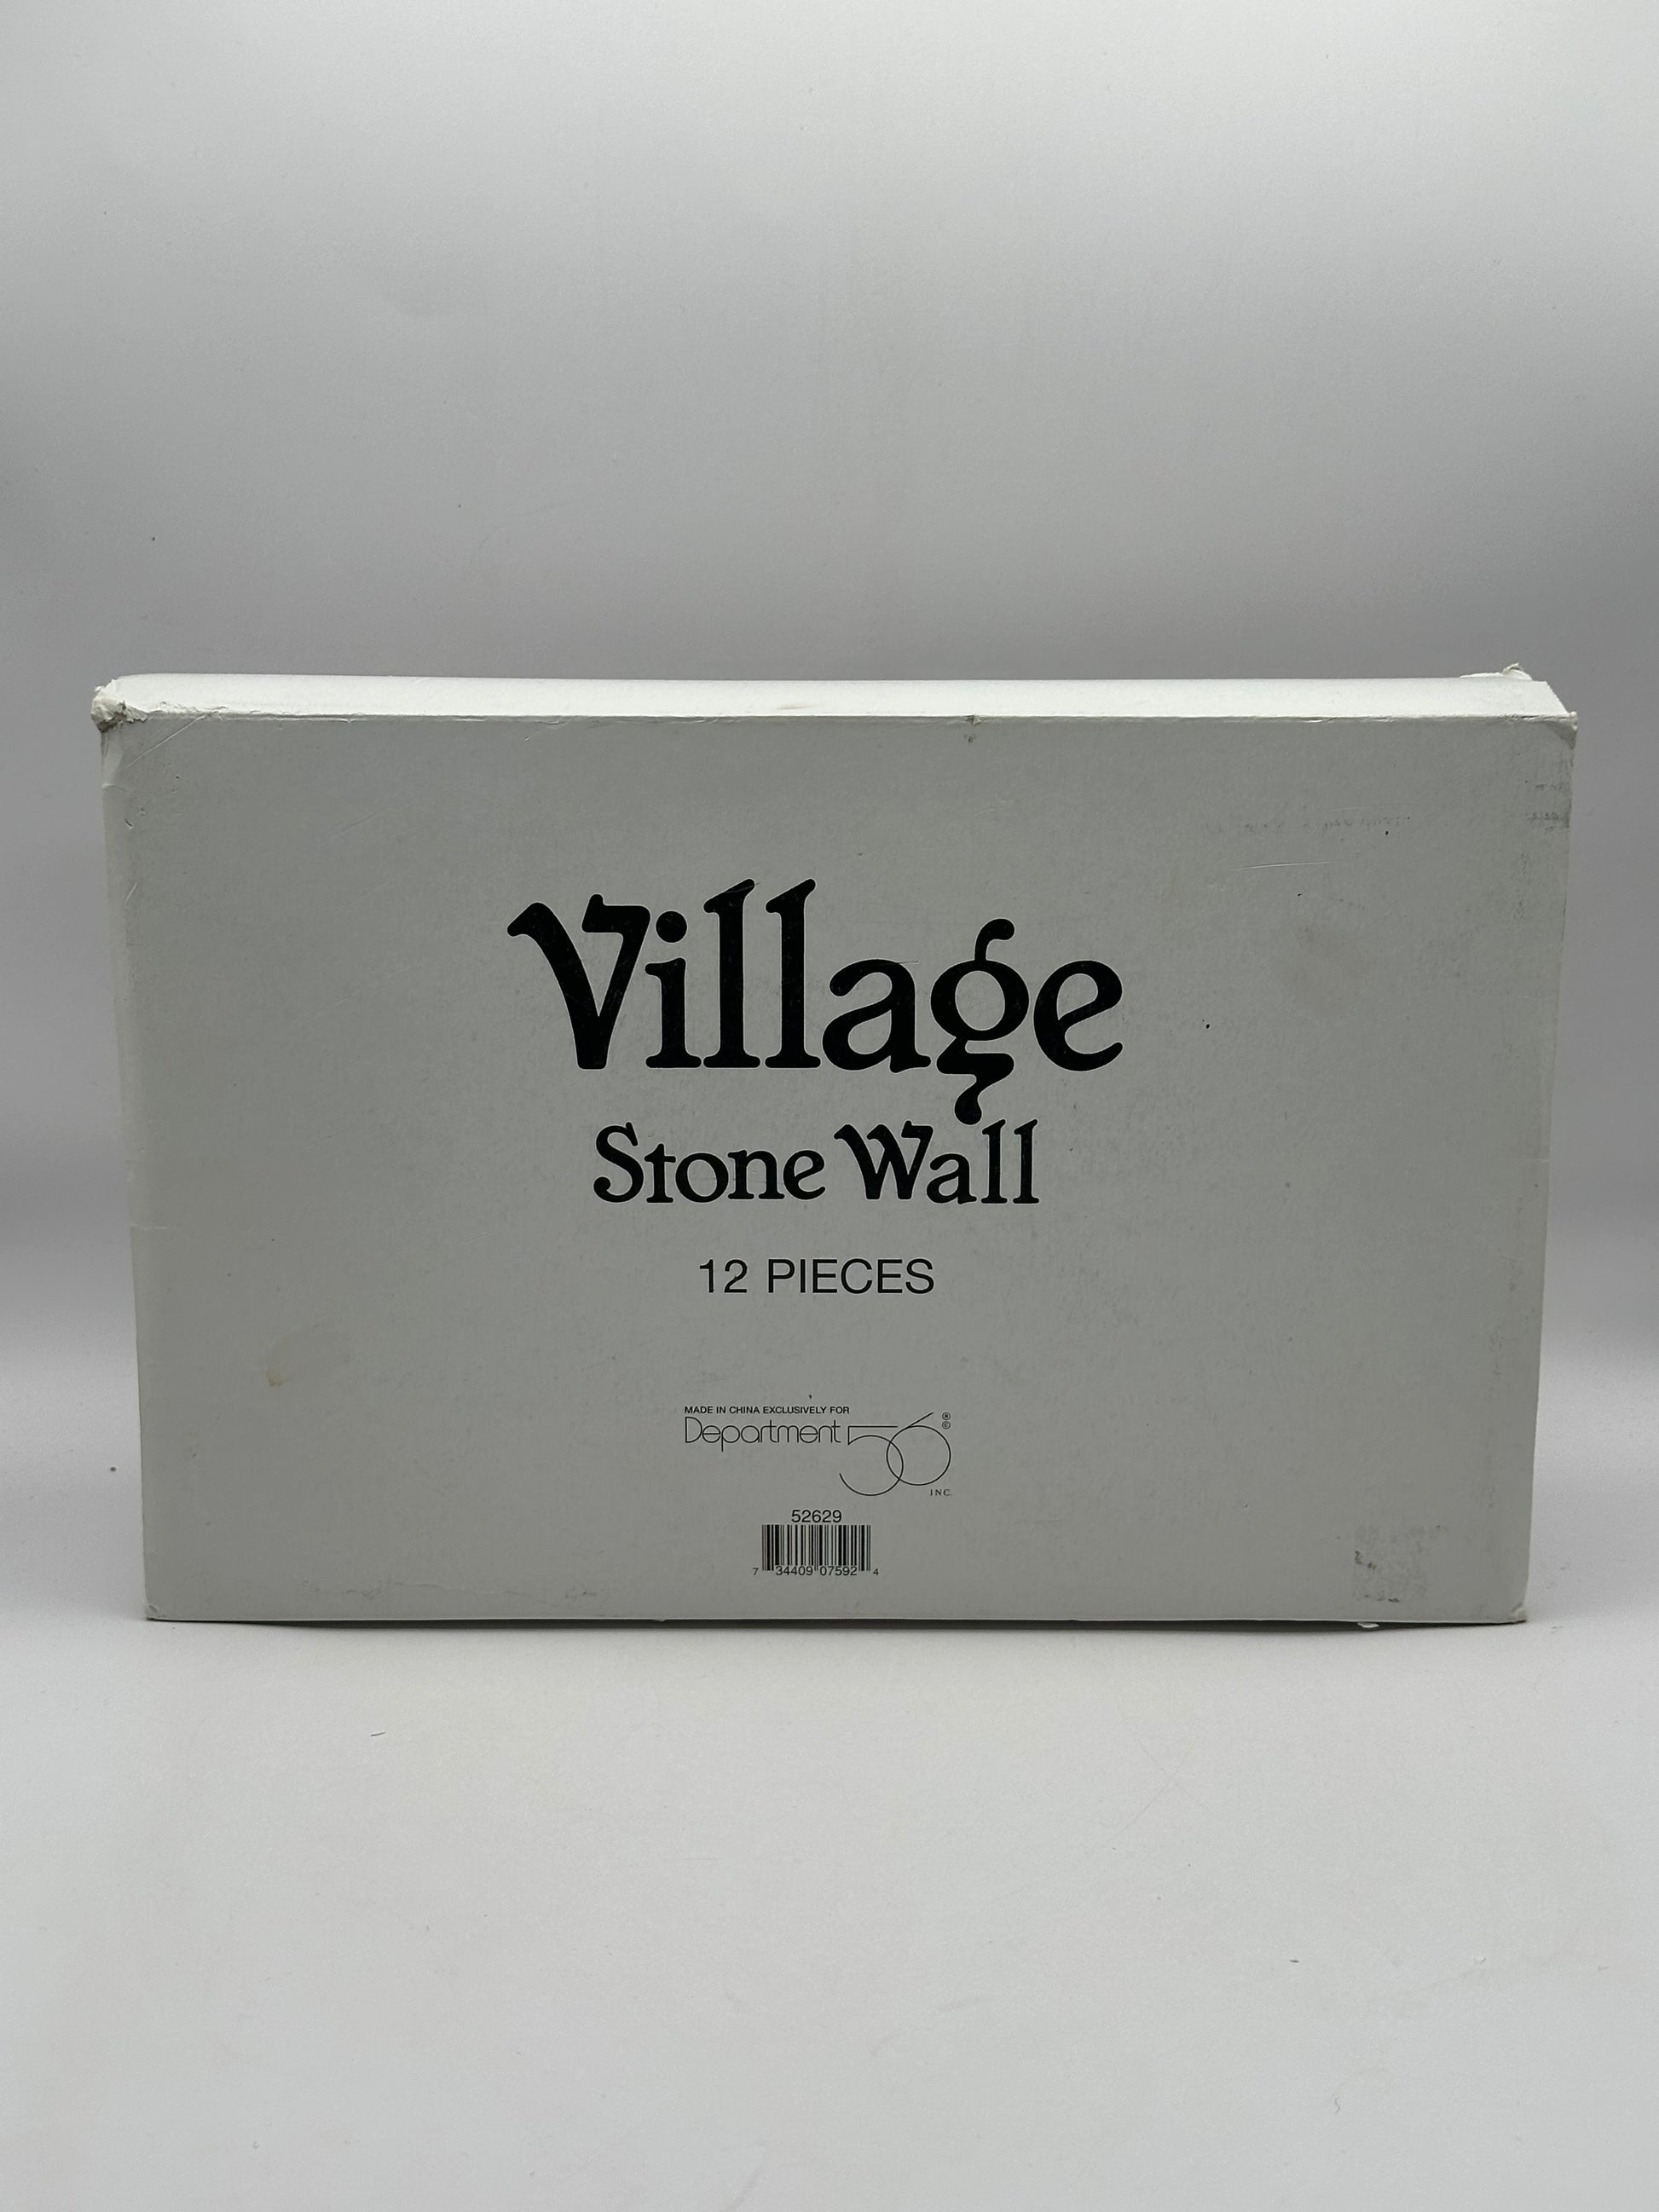 Village
Stone Wall
12 PIECES
MADE IN CHINA EXCLUSIVELY FOR
Department 56 ® ©
INC.
52629
7 34409 07592 4